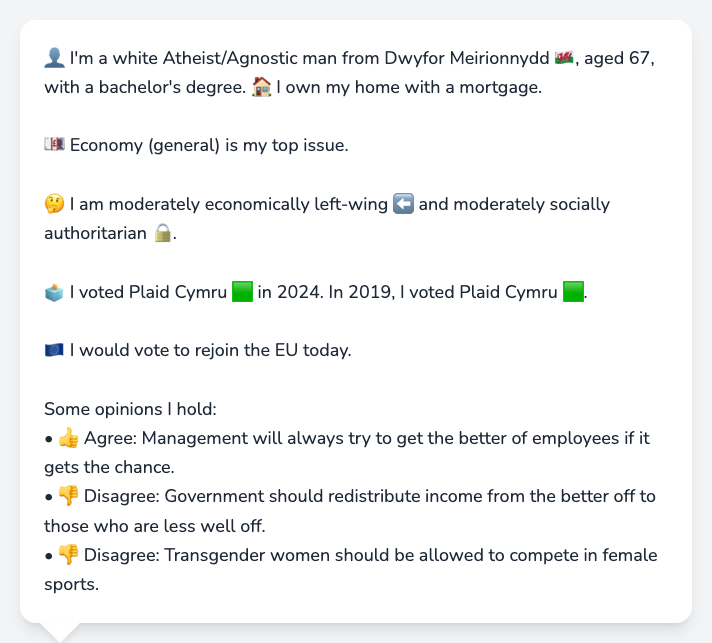 👤 I'm a white Atheist/Agnostic man from Dwyfor Meirionnydd 🏴󠁧󠁢󠁷󠁬󠁳󠁿, aged 67,
with a bachelor's degree. 🏠 I own my home with a mortgage.
💷 Economy (general) is my top issue.
🤔 I am moderately economically left-wing ⬅️ and moderately socially
authoritarian 🔒.
🗳️ I voted Plaid Cymru 🟩 in 2024. In 2019, I voted Plaid Cymru 🟩.
🇪🇺 I would vote to rejoin the EU today.
Some opinions I hold:
• 👍 Agree: Management will always try to get the better of employees if it
gets the chance.
• 👎 Disagree: Government should redistribute income from the better off to
those who are less well off.
• 👎 Disagree: Transgender women should be allowed to compete in female
sports.